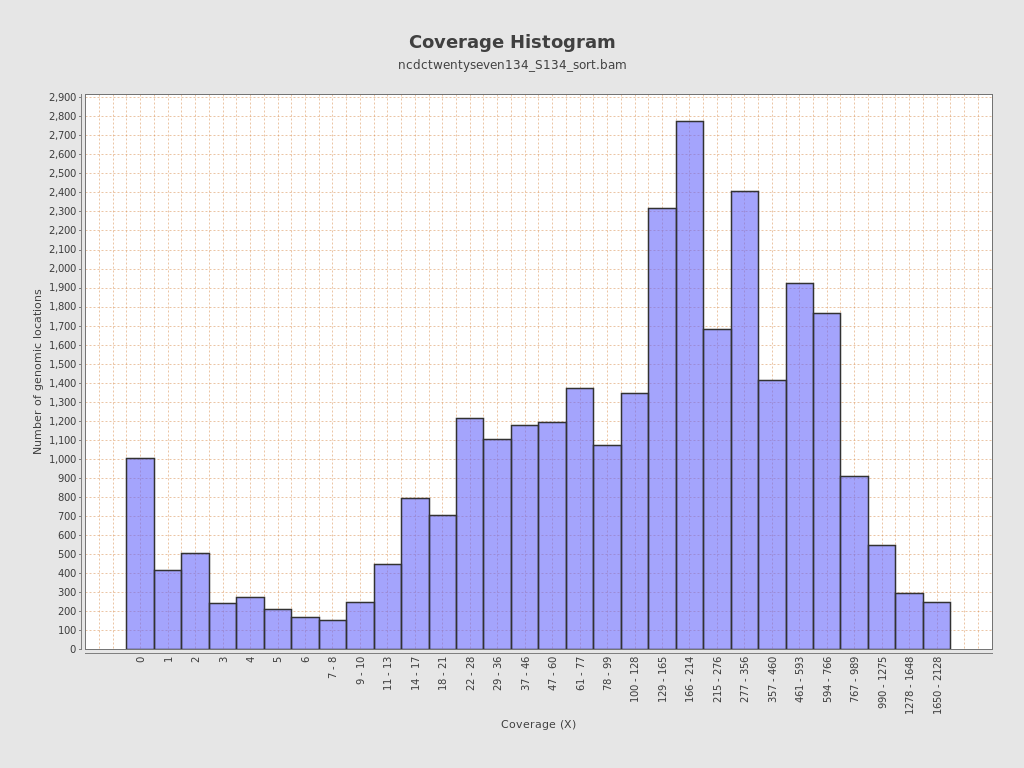 Coverage Histogram
ncdctwentyseven134_S134_sort.bam
Number of genomic locations
2,900
2,800
2,700
2,600
2,500
2,400
2,300
2,200
2,100
2,000
1,900
1,800
1,700
1,600
1,500
1,400
1,300
1,200
1,100
1,000
900
800
700
600
500
400
300
200
100
0
0
1
2
3
4
5
6
7 - 8
9 - 10
11 - 13
14 - 17
18 - 21
22 - 28
29 - 36
37 - 46
47 - 60
61 - 77
78 - 99
100 - 128
129 - 165
166 - 214
215 - 276
277 - 356
357 - 460
461 - 593
594 - 766
767 - 989
990 - 1275
1278 - 1648
1650 - 2128
Coverage (X)